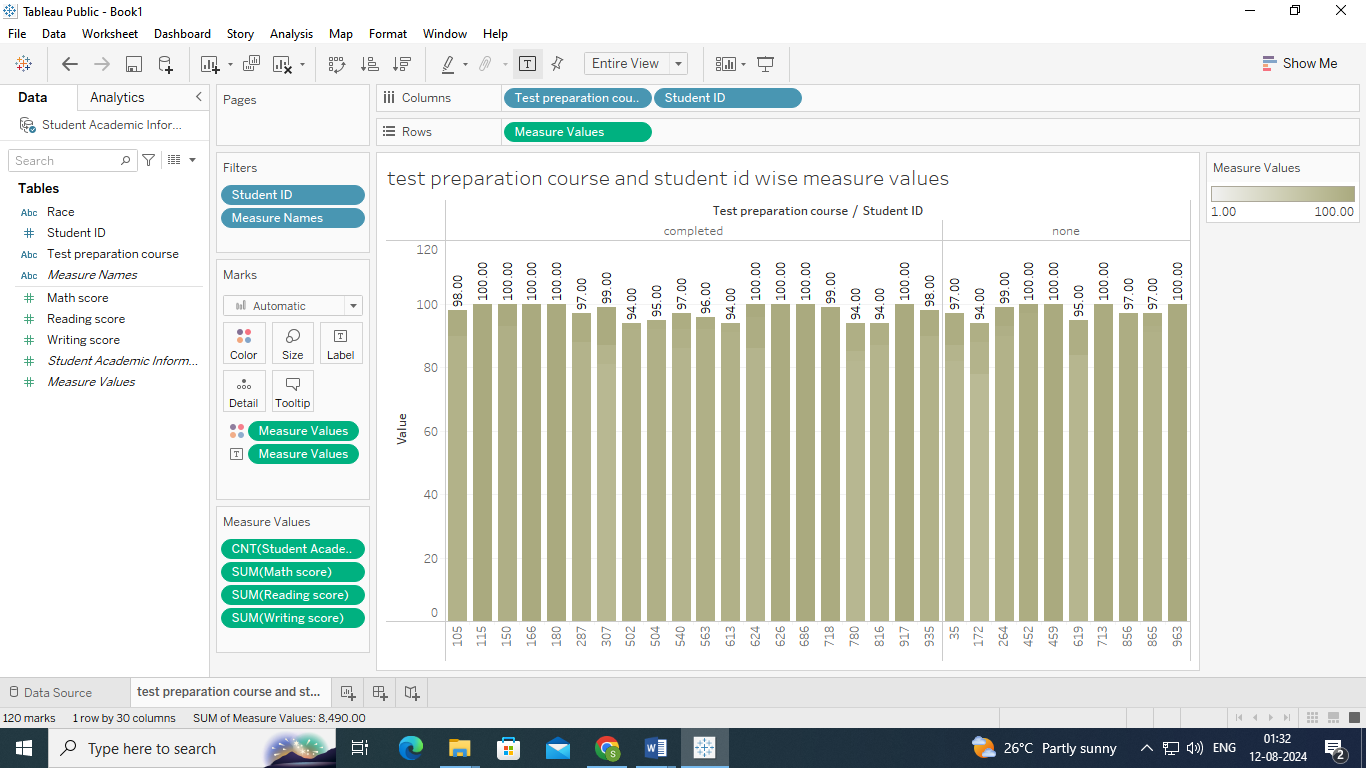 Tableau Public - Book1
File Data Worksheet Dashboard Story Analysis Map Format Window Help
Entire View
Show Me
Data Analytics
Student Academic Infor...
Search
Tables
Abc Race
# Student ID
Abc Test preparation course
Abc Measure Names
# Math score
# Reading score
# Writing score
# Student Academic Inform...
# Measure Values
Pages
Filters
Student ID
Measure Names
Marks
Automatic
Color Size Label
Detail Tooltip
Measure Values
Measure Values
Measure Values
CNT(Student Acade..
SUM(Math score)
SUM(Reading score)
SUM(Writing score)
Columns Test preparation cou.. Student ID
Rows Measure Values
test preparation course and student id wise measure values
Test preparation course / Student ID
completed none
120
100
80
60
40
20
0
Value
98.00 100.00 100.00 100.00 100.00 97.00 99.00 94.00 95.00 97.00 96.00 94.00 100.00 100.00 100.00 99.00 94.00 94.00 100.00 98.00 97.00 94.00 99.00 100.00 100.00 95.00 100.00 97.00 97.00 100.00
105 115 150 166 180 287 307 502 504 540 563 613 624 626 686 718 780 816 917 935 35 172 264 452 459 619 713 856 865 963
Measure Values
1.00 100.00
Data Source test preparation course and st...
120 marks 1 row by 30 columns SUM of Measure Values: 8,490.00
Type here to search
26°C Partly sunny
ENG
01:32
12-08-2024
2